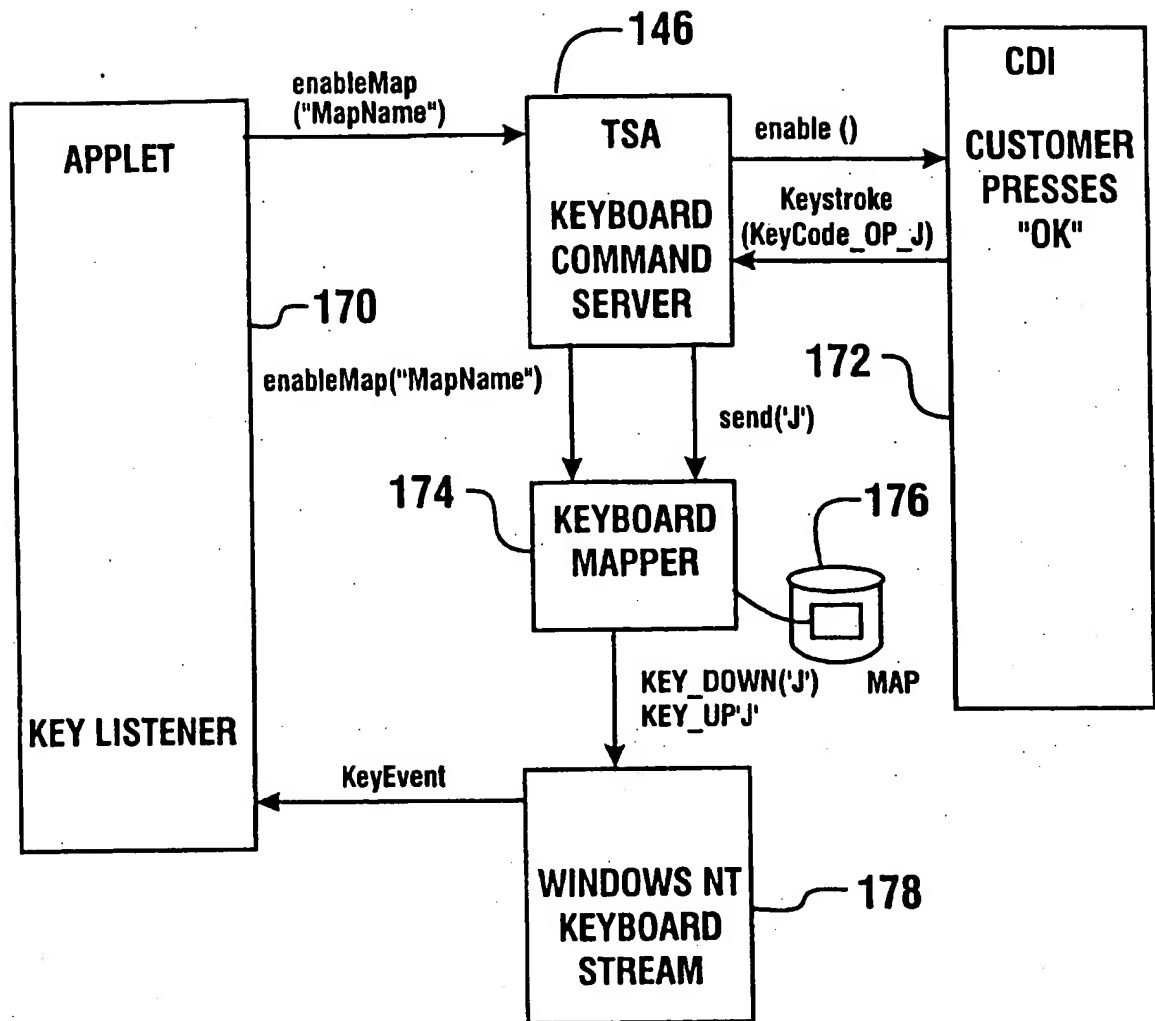 146
enableMap
("MapName")
APPLET
TSA
KEYBOARD
COMMAND
SERVER
enable ()
Keystroke
(KeyCode_OP_J)
CDI
CUSTOMER
PRESSES
"OK"
170
172
enableMap("MapName")
send('J')
174
KEYBOARD
MAPPER
176
MAP
KEY_DOWN('J')
KEY_UP'J'
KEY LISTENER
KeyEvent
WINDOWS NT
KEYBOARD
STREAM
178